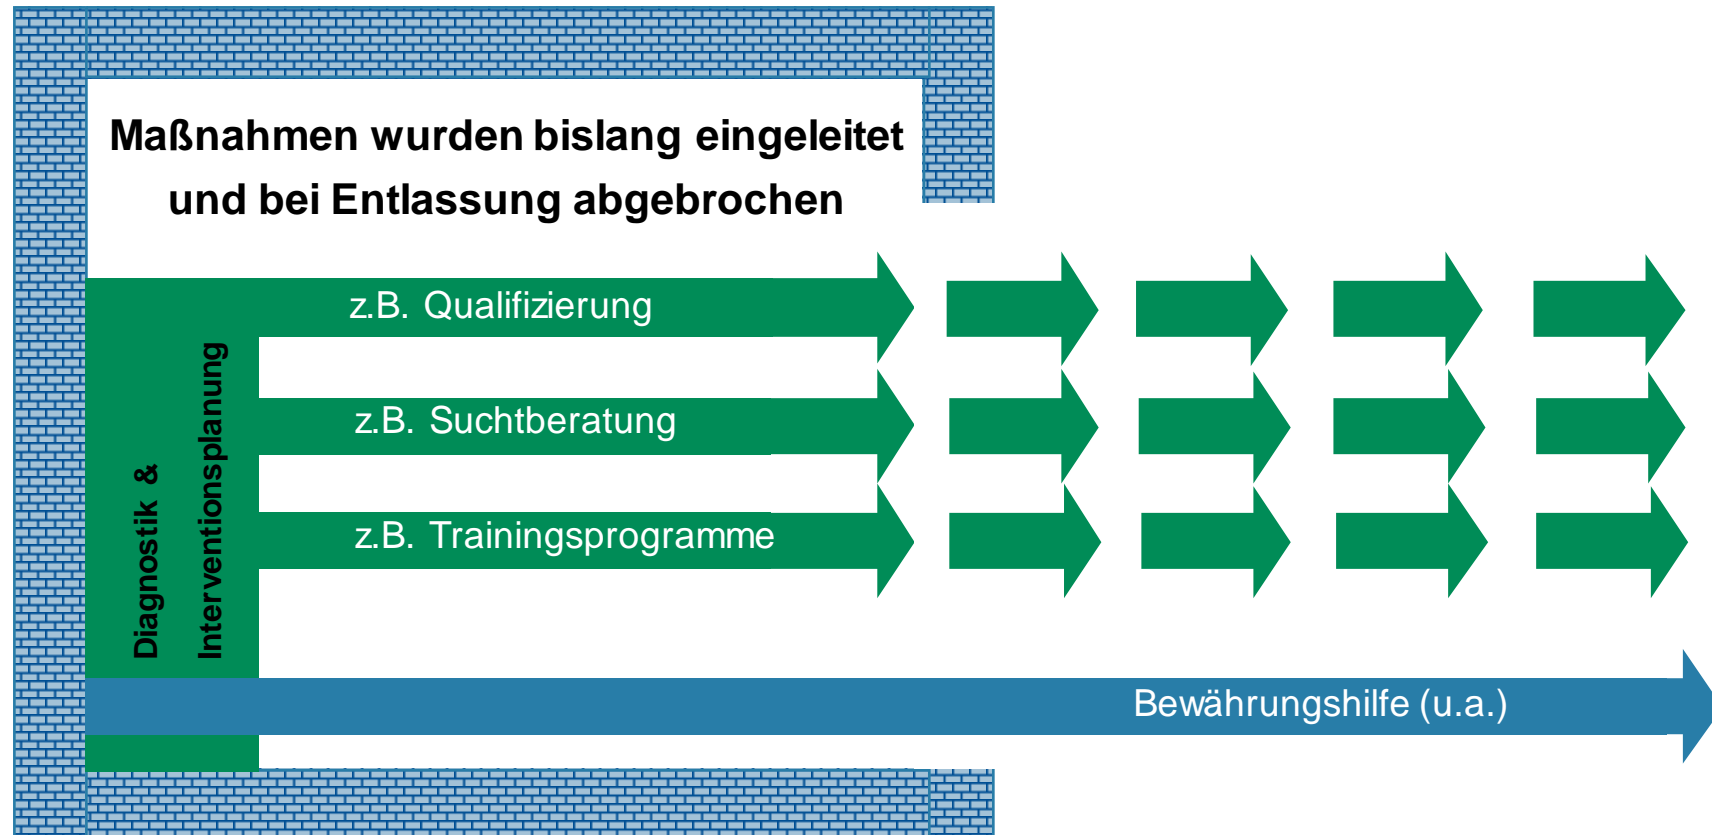 Maßnahmen wurden bislang eingeleitet
und bei Entlassung abgebrochen
z.B. Qualifizierung
z.B. Suchtberatung
z.B. Trainingsprogramme
Diagnostik &
Interventionsplanung
Bewährungshilfe (u.a.)